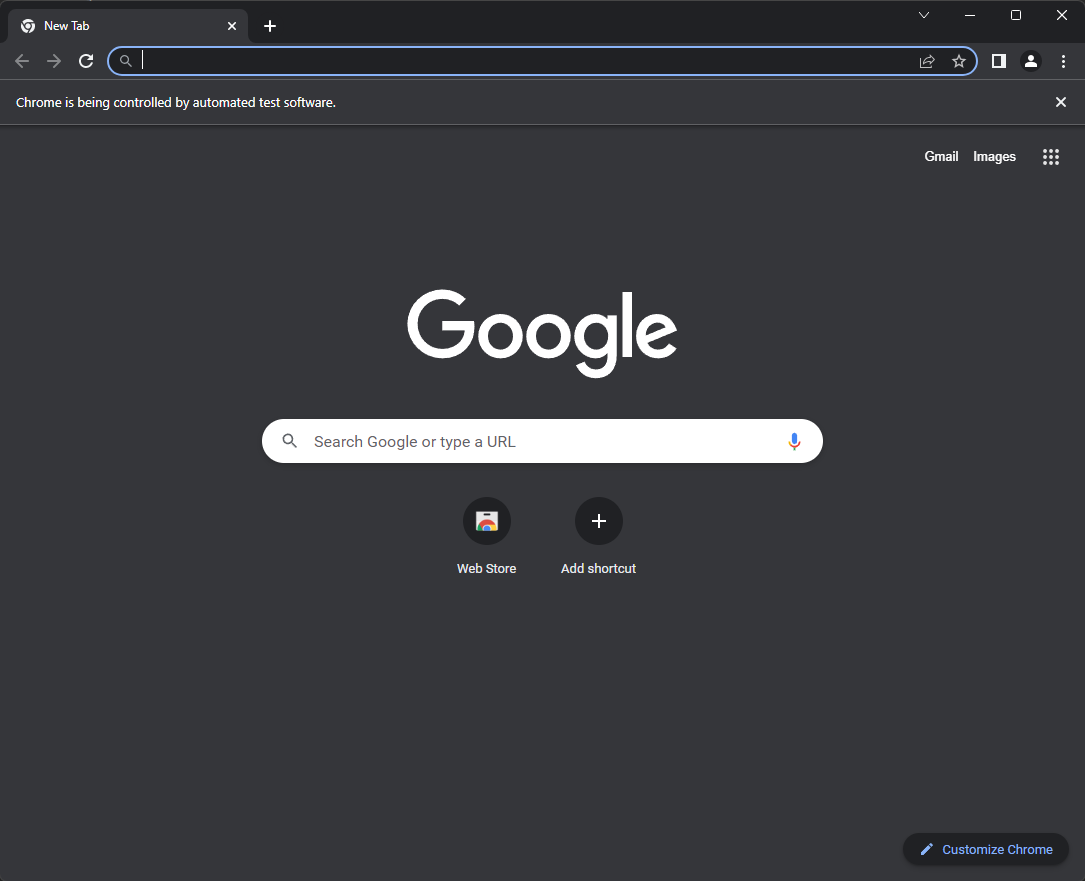 New Tab
Chrome is being controlled by automated test software.
Gmail Images
Google
Search Google or type a URL
Web Store Add shortcut
Customize Chrome